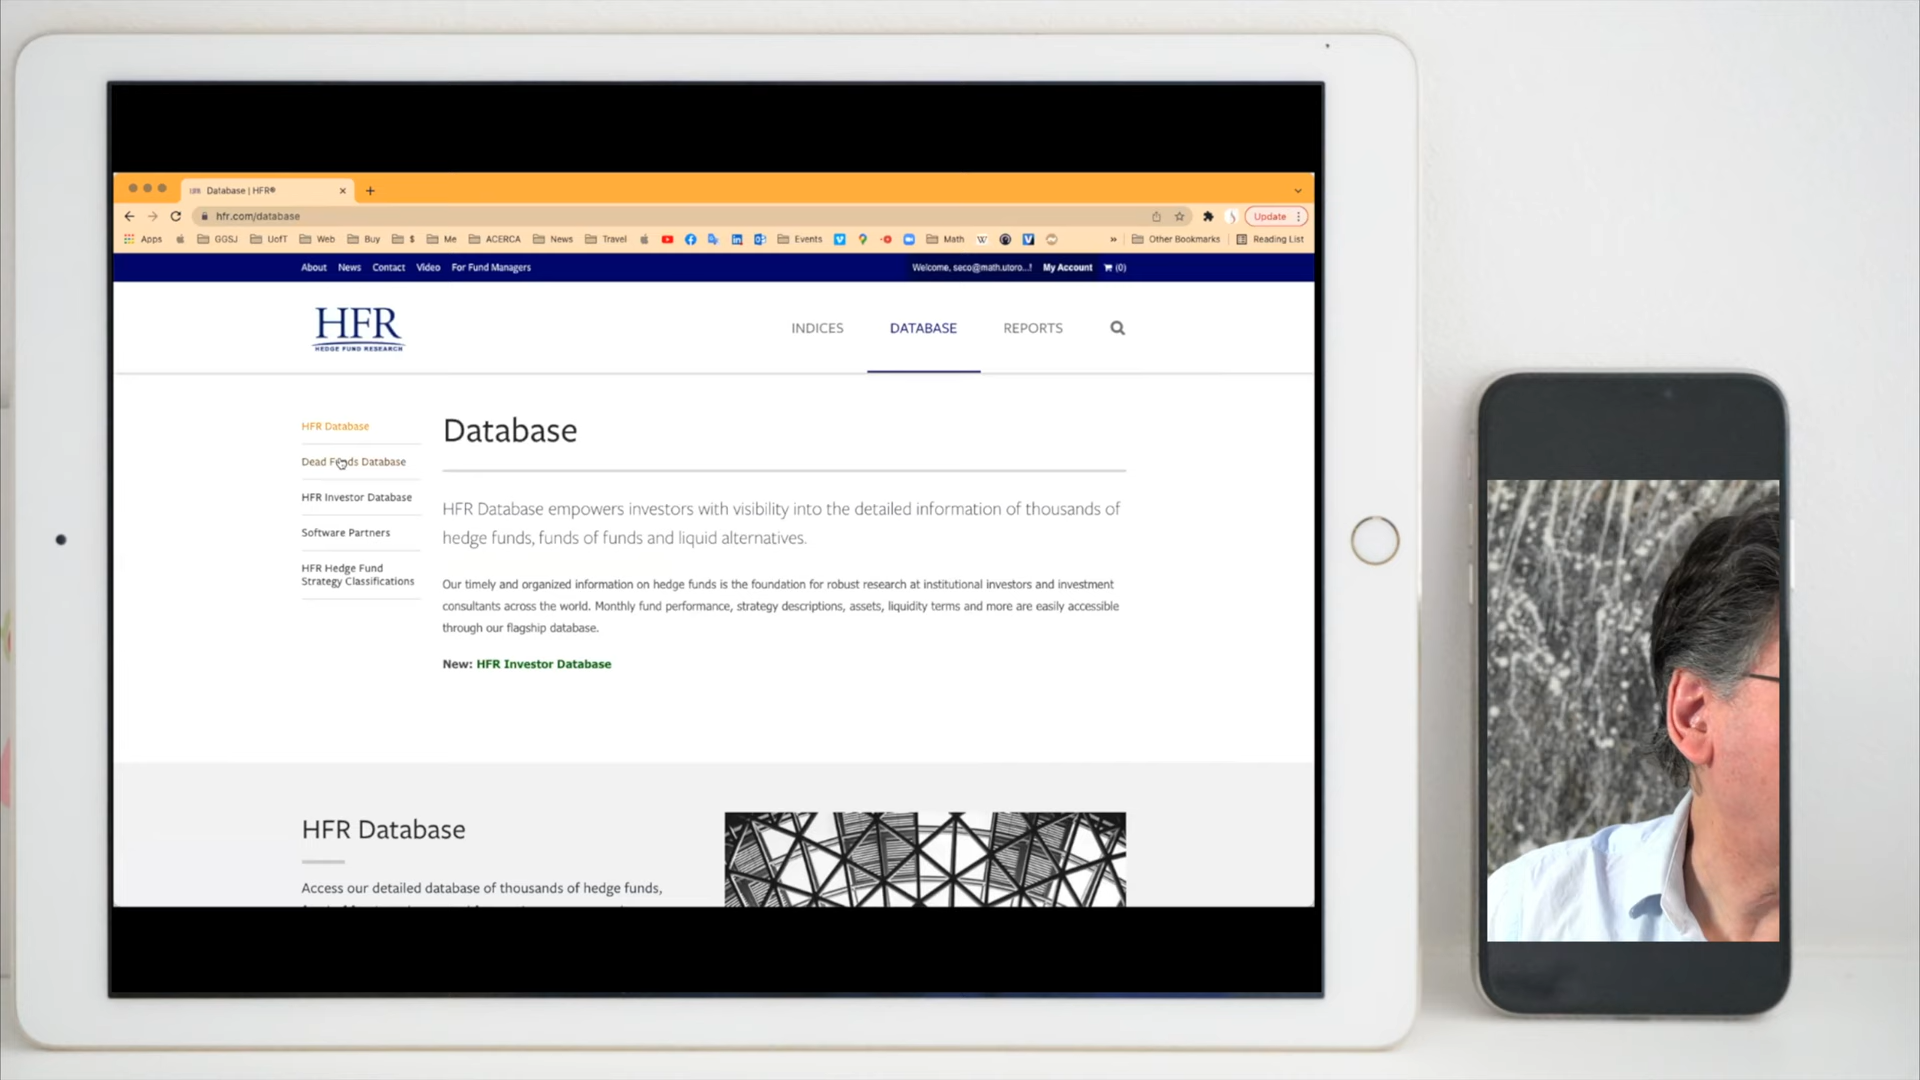 Database | HFR®
hfr.com/database
Update
Apps GGSJ UofT Web Buy $ Me ACERCA News Travel Events Math W » Other Bookmarks Reading List
About News Contact Video For Fund Managers
Welcome, seco@math.utoro...! My Account (0)
HFR
HEDGE FUND RESEARCH
INDICES DATABASE REPORTS
HFR Database
Dead Funds Database
HFR Investor Database
Software Partners
HFR Hedge Fund
Strategy Classifications
Database
HFR Database empowers investors with visibility into the detailed information of thousands of
hedge funds, funds of funds and liquid alternatives.
Our timely and organized information on hedge funds is the foundation for robust research at institutional investors and investment
consultants across the world. Monthly fund performance, strategy descriptions, assets, liquidity terms and more are easily accessible
through our flagship database.
New: HFR Investor Database
HFR Database
Access our detailed database of thousands of hedge funds,